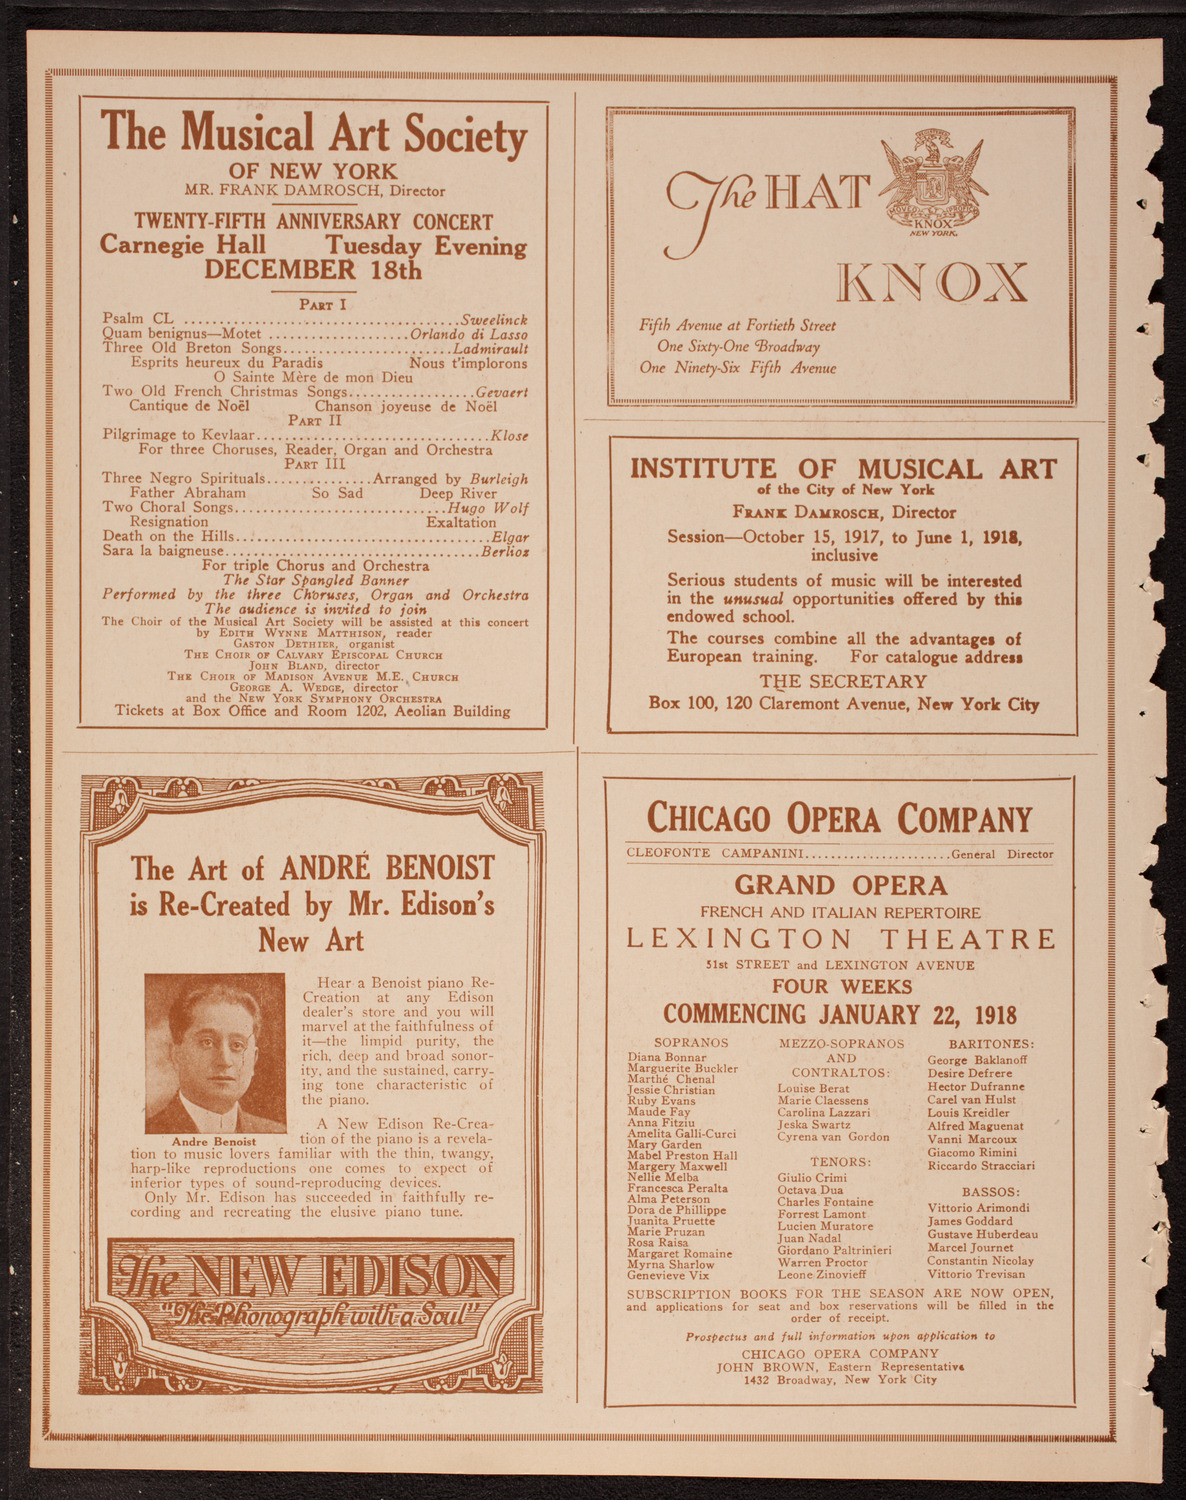 The Musical Art Society
OF NEW YORK
MR. FRANK DAMROSCH, Director
TWENTY-FIFTH ANNIVERSARY CONCERT
Carnegie Hall Tuesday Evening
DECEMBER 18th
PART I
Psalm CL ....................................Sweelinck
Quam benignus—Motet ...................Orlando di Lasso
Three Old Breton Songs......................Ladmirault
Esprits heureux du Paradis Nous t'implorons
O Sainte Mère de mon Dieu
Two Old French Christmas Songs.................Gevaert
Cantique de Noël Chanson joyeuse de Noël
PART II
Pilgrimage to Kevlaar..............................Klose
For three Choruses, Reader, Organ and Orchestra
PART III
Three Negro Spirituals..............Arranged by Burleigh
Father Abraham So Sad Deep River
Two Choral Songs............................Hugo Wolf
Resignation Exaltation
Death on the Hills..................................Elgar
Sara la baigneuse..................................Berlioz
For triple Chorus and Orchestra
The Star Spangled Banner
Performed by the three Choruses, Organ and Orchestra
The audience is invited to join
The Choir of the Musical Art Society will be assisted at this concert
by EDITH WYNNE MATTHISON, reader
GASTON DETHIER, organist
THE CHOIR OF CALVARY EPISCOPAL CHURCH
JOHN BLAND, director
THE CHOIR OF MADISON AVENUE M.E. CHURCH
GEORGE A. WEDGE, director
and the NEW YORK SYMPHONY ORCHESTRA
Tickets at Box Office and Room 1202, Aeolian Building
The HAT
KNOX
NEW YORK.
KNOX
Fifth Avenue at Fortieth Street
One Sixty-One Broadway
One Ninety-Six Fifth Avenue
INSTITUTE OF MUSICAL ART
of the City of New York
FRANK DAMROSCH, Director
Session—October 15, 1917, to June 1, 1918,
inclusive
Serious students of music will be interested
in the unusual opportunities offered by this
endowed school.
The courses combine all the advantages of
European training. For catalogue address
THE SECRETARY
Box 100, 120 Claremont Avenue, New York City
The Art of ANDRÉ BENOIST
is Re-Created by Mr. Edison's
New Art
Hear a Benoist piano Re-
Creation at any Edison
dealer's store and you will
marvel at the faithfulness of
it—the limpid purity, the
rich, deep and broad sonor-
ity, and the sustained, carry-
ing tone characteristic of
the piano.
Andre Benoist
A New Edison Re-Crea-
tion of the piano is a revela-
tion to music lovers familiar with the thin, twangy,
harp-like reproductions one comes to expect of
inferior types of sound-reproducing devices.
Only Mr. Edison has succeeded in faithfully re-
cording and recreating the elusive piano tune.
The NEW EDISON
"The Phonograph with a Soul"
CHICAGO OPERA COMPANY
CLEOFONTE CAMPANINI.......................General Director
GRAND OPERA
FRENCH AND ITALIAN REPERTOIRE
LEXINGTON THEATRE
51st STREET and LEXINGTON AVENUE
FOUR WEEKS
COMMENCING JANUARY 22, 1918
SOPRANOS
Diana Bonnar
Marguerite Buckler
Marthé Chenal
Jessie Christian
Ruby Evans
Maude Fay
Anna Fitziu
Amelita Galli-Curci
Mary Garden
Mabel Preston Hall
Margery Maxwell
Nellie Melba
Francesca Peralta
Alma Peterson
Dora de Phillippe
Juanita Pruette
Marie Pruzan
Rosa Raisa
Margaret Romaine
Myrna Sharlow
Genevieve Vix
MEZZO-SOPRANOS
AND
CONTRALTOS:
Louise Berat
Marie Claessens
Carolina Lazzari
Jeska Swartz
Cyrena van Gordon
TENORS:
Giulio Crimi
Octava Dua
Charles Fontaine
Forrest Lamont
Lucien Muratore
Juan Nadal
Giordano Paltrinieri
Warren Proctor
Leone Zinovieff
BARITONES:
George Baklanoff
Desire Defrere
Hector Dufranne
Carel van Hulst
Louis Kreidler
Alfred Maguenat
Vanni Marcoux
Giacomo Rimini
Riccardo Stracciari
BASSOS:
Vittorio Arimondi
James Goddard
Gustave Huberdeau
Marcel Journet
Constantin Nicolay
Vittorio Trevisan
SUBSCRIPTION BOOKS FOR THE SEASON ARE NOW OPEN,
and applications for seat and box reservations will be filled in the
order of receipt.
Prospectus and full information upon application to
CHICAGO OPERA COMPANY
JOHN BROWN, Eastern Representative
1432 Broadway, New York City